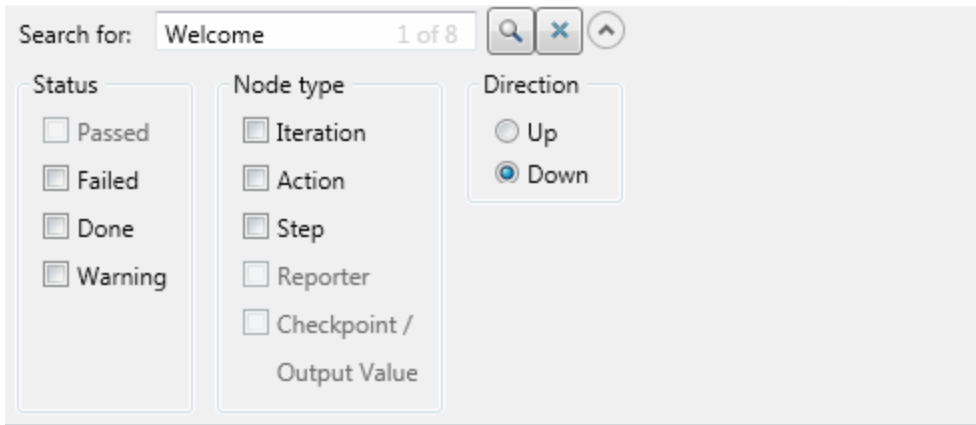 Search for: Welcome 1 of 8
Status
Passed
Failed
Done
Warning
Node type
Iteration
Action
Step
Reporter
Checkpoint /
Output Value
Direction
Up
Down